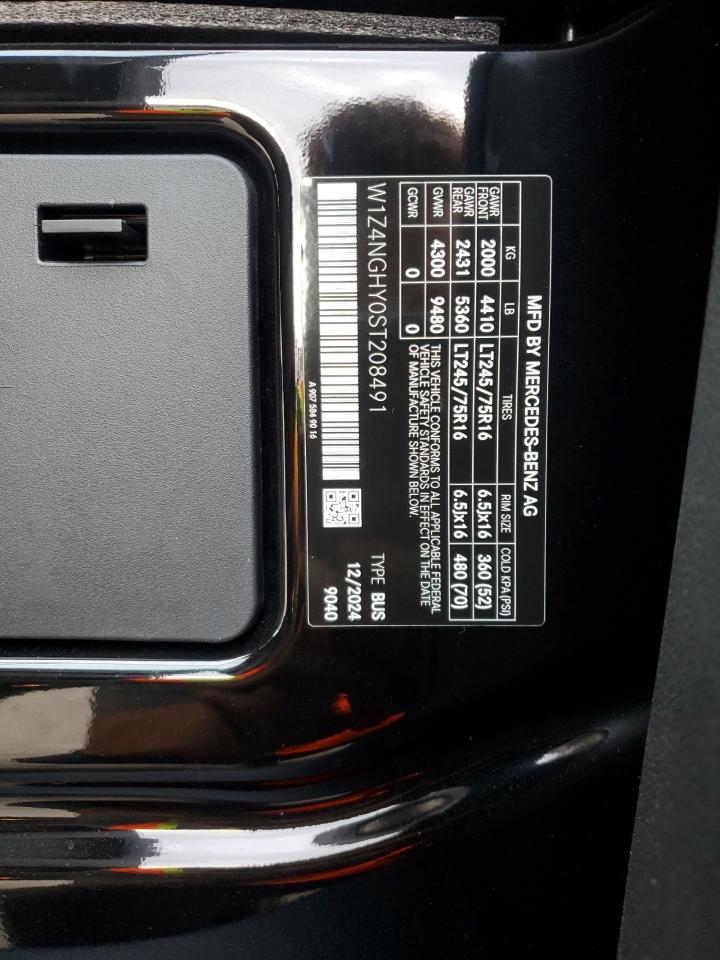 MFD BY MERCEDES-BENZ AG
KG LB TIRES RIM SIZE COLD KPA (PSI)
GAWR FRONT 2000 4410 LT245/75R16 6.5Jx16 360 (52)
GAWR REAR 2431 5360 LT245/75R16 6.5Jx16 480 (70)
GVWR 4300 9480
GCWR 0 0
THIS VEHICLE CONFORMS TO ALL APPLICABLE FEDERAL
VEHICLE SAFETY STANDARDS IN EFFECT ON THE DATE
OF MANUFACTURE SHOWN BELOW.
W1Z4NGHY0ST208491
TYPE BUS
12/2024
9040
A 907 584 90 16